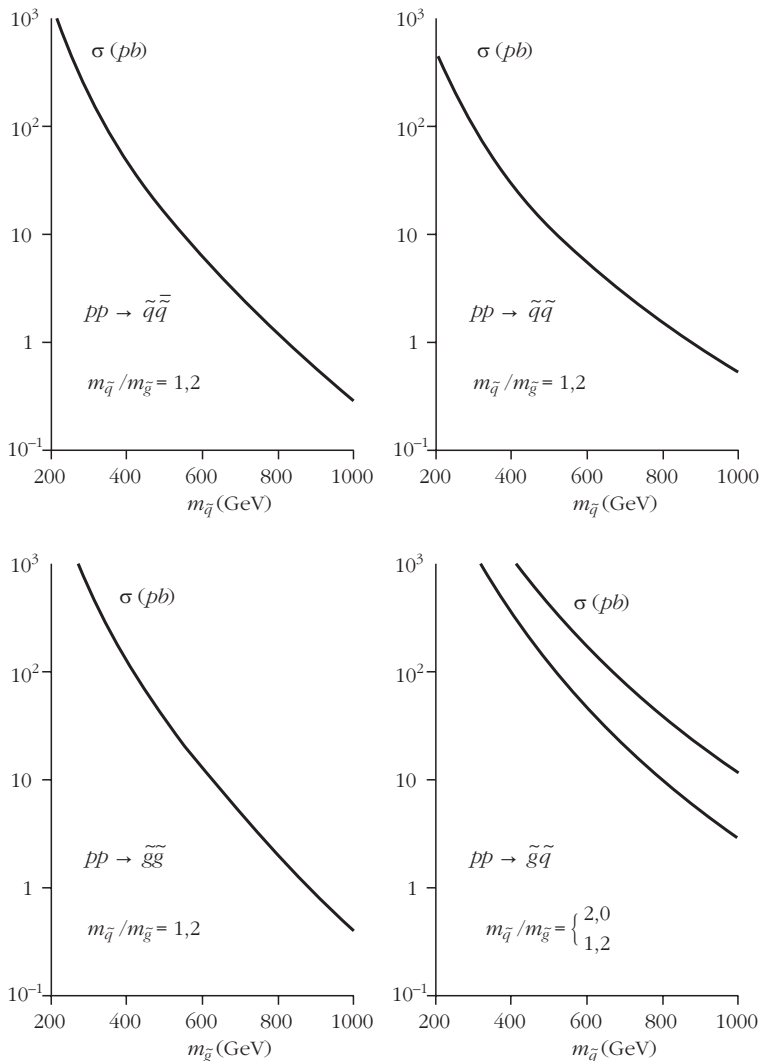 10³
σ (pb)
10²
10
1
10⁻¹
pp → q̃q̃̅
m_q̃ /m_g̃ = 1,2
200 400 600 800 1000
m_q̃ (GeV)
10³
σ (pb)
10²
10
1
10⁻¹
pp → q̃q̃
m_q̃ /m_g̃ = 1,2
200 400 600 800 1000
m_q̃ (GeV)
10³
σ (pb)
10²
10
1
10⁻¹
pp → g̃g̃
m_q̃ /m_g̃ = 1,2
200 400 600 800 1000
m_g̃ (GeV)
10³
σ (pb)
10²
10
1
10⁻¹
pp → g̃q̃
m_q̃ /m_g̃ = { 2,0
1,2
200 400 600 800 1000
m_q̃ (GeV)